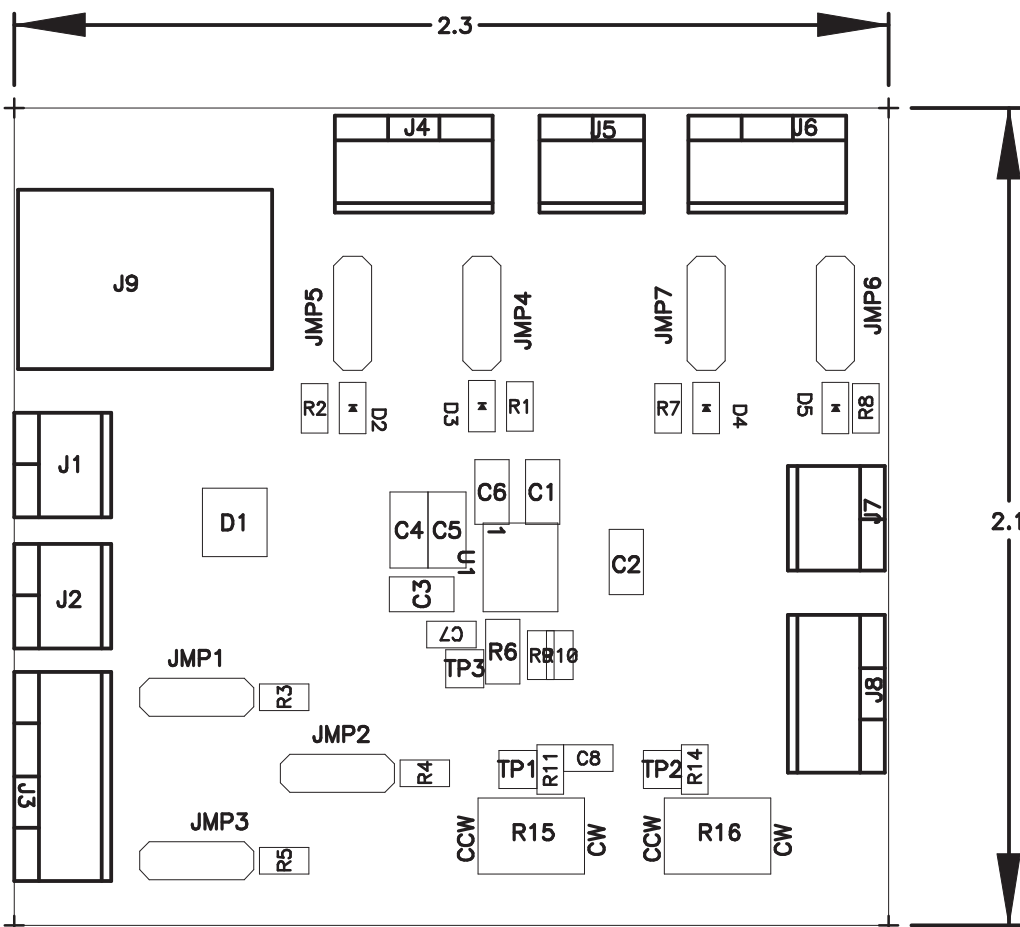 2.3
J4
J5
J6
J9
JMP5
JMP4
JMP7
JMP6
R2
D2
D3
R1
R7
D4
D5
R8
J1
C6
C1
J7
D1
C4
C5
1
U1
2.1
C2
J2
C3
C7
R6
R9
R10
TP3
JMP1
R3
J8
JMP2
R4
TP1
R11
C8
TP2
R14
J3
JMP3
CCW
R15
CW
CCW
R16
CW
R5